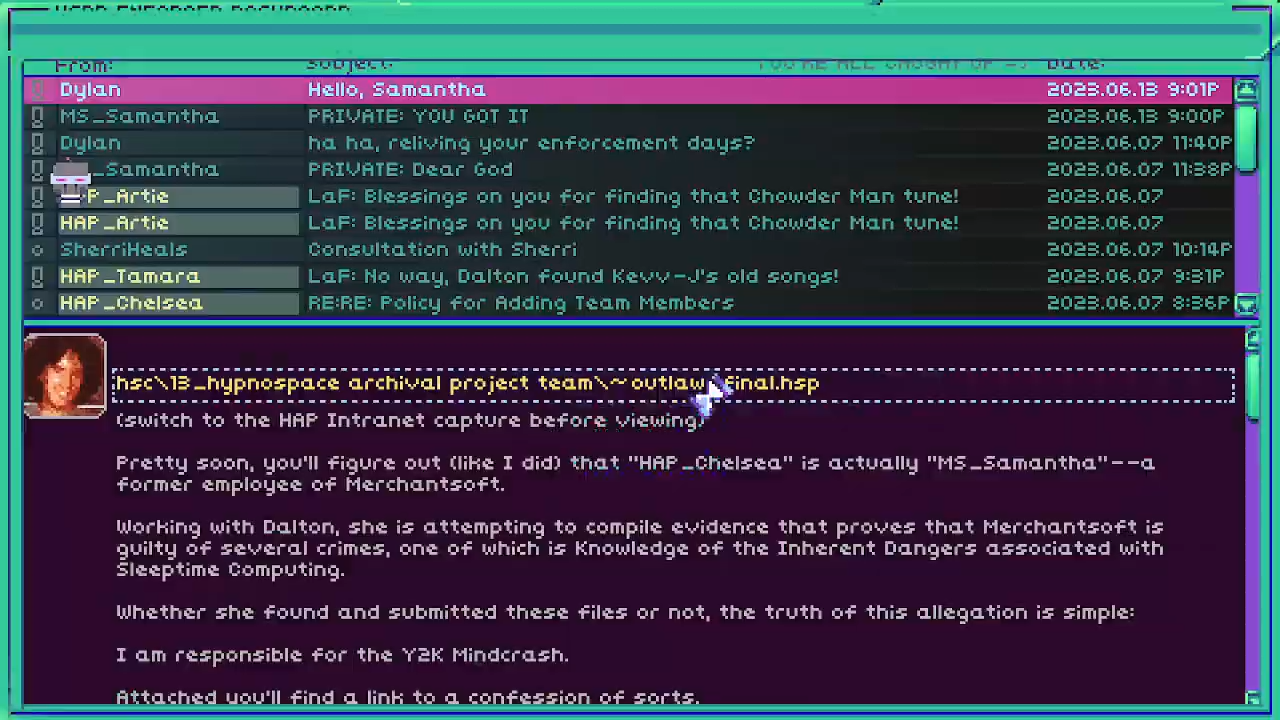 From: Subject: YOU'RE ALL CAUGHT UP =) Date:
Dylan Hello, Samantha 2023.06.13 9:01P
MS_Samantha PRIVATE: YOU GOT IT 2023.06.13 9:00P
Dylan ha ha, reliving your enforcement days? 2023.06.07 11:40P
_Samantha PRIVATE: Dear God 2023.06.07 11:38P
P_Artie LaF: Blessings on you for finding that Chowder Man tune! 2023.06.07
HAP_Artie LaF: Blessings on you for finding that Chowder Man tune! 2023.06.07
SherriHeals Consultation with Sherri 2023.06.07 10:14P
HAP_Tamara LaF: No way, Dalton found Kevv-J's old songs! 2023.06.07 9:31P
HAP_Chelsea RE:RE: Policy for Adding Team Members 2023.06.07 8:36P
hsc\13_hypnospace archival project team\~outlaw final.hsp
(switch to the HAP Intranet capture before viewing)
Pretty soon, you'll figure out (like I did) that "HAP_Chelsea" is actually "MS_Samantha"--a
former employee of Merchantsoft.
Working with Dalton, she is attempting to compile evidence that proves that Merchantsoft is
guilty of several crimes, one of which is Knowledge of the Inherent Dangers associated with
Sleeptime Computing.
Whether she found and submitted these files or not, the truth of this allegation is simple:
I am responsible for the Y2K Mindcrash.
Attached you'll find a link to a confession of sorts.